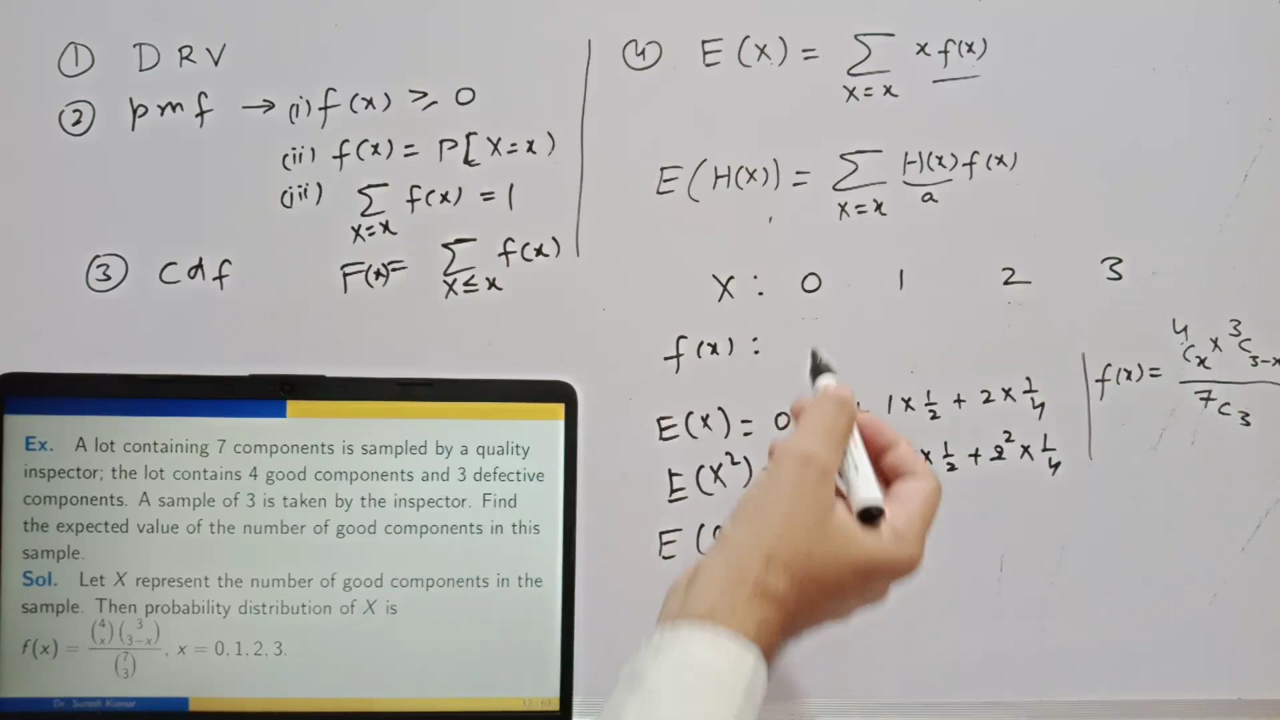 ① DRV
② pmf → (i) f(x) ≥ 0
(ii) f(x) = P[X=x)
(iii) ∑ f(x) = 1
X=x
③ Cdf F(x)= ∑ f(x)
X≤x
④ E(X) = ∑ x f(x)
X=x
E(H(X)) = ∑ H(x) f(x)
X=x a
X : 0 1 2 3
f(x) :
E(X) = 0 1 × 1/2 + 2 × 1/4
E(X²) × 1/2 + 2² × 1/4
E(
f(x) = ⁴Cₓ × ³C₃₋ₓ / ⁷C₃
Ex. A lot containing 7 components is sampled by a quality
inspector; the lot contains 4 good components and 3 defective
components. A sample of 3 is taken by the inspector. Find
the expected value of the number of good components in this
sample.
Sol. Let X represent the number of good components in the
sample. Then probability distribution of X is
f(x) = (4 x)(3 3−x) / (7 3), x = 0, 1, 2, 3.
Dr. Suresh Kumar